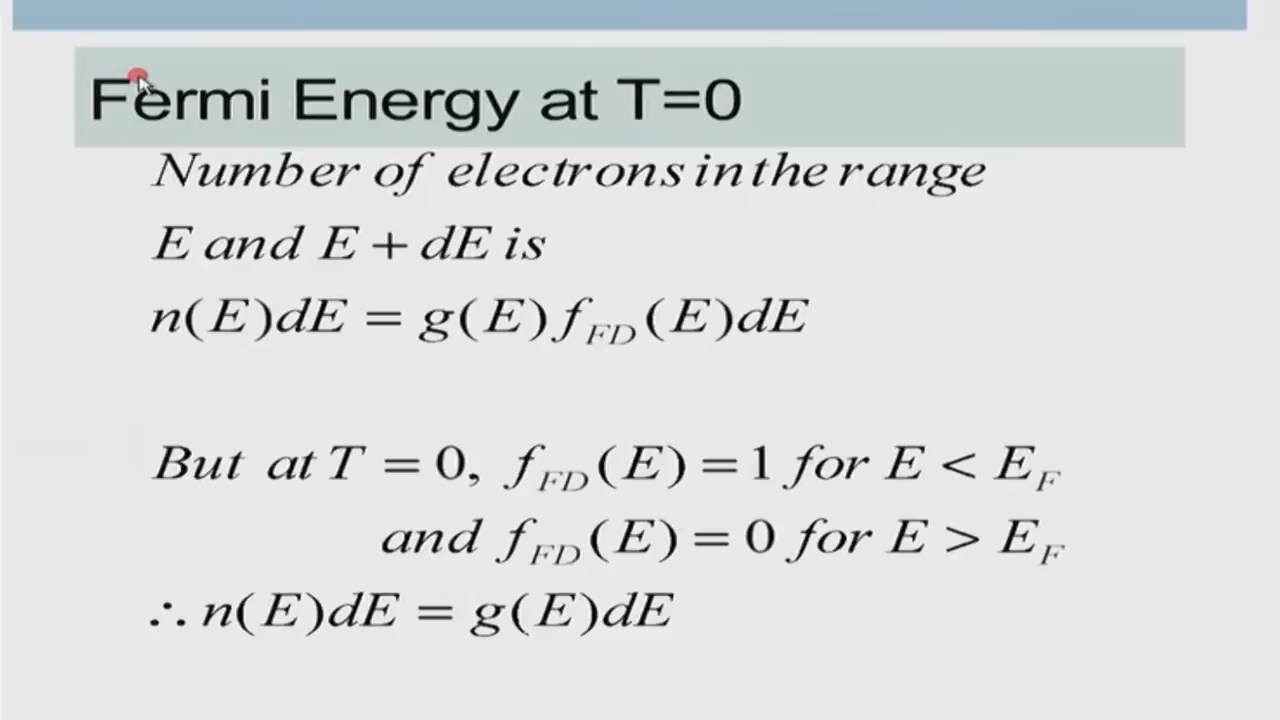 Fermi Energy at T=0
Number of electrons in the range
E and E + dE is
n(E)dE = g(E)f_FD(E)dE
But at T = 0, f_FD(E) = 1 for E < E_F
and f_FD(E) = 0 for E > E_F
∴ n(E)dE = g(E)dE